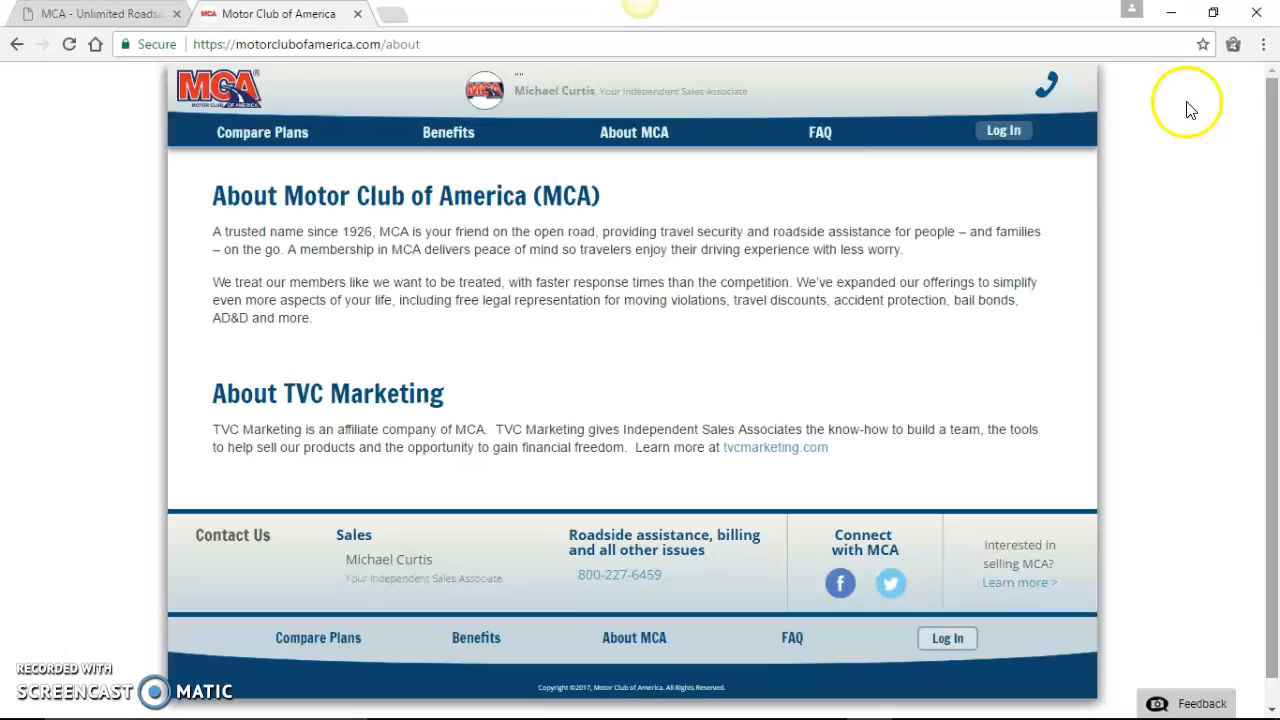 MCA - Unlimited Roads
Motor Club of America
Secure https://motorclubofamerica.com/about
MCA®
MOTOR CLUB OF AMERICA
""
Michael Curtis, Your Independent Sales Associate
Compare Plans Benefits About MCA FAQ Log In
About Motor Club of America (MCA)
A trusted name since 1926, MCA is your friend on the open road, providing travel security and roadside assistance for people – and families
– on the go. A membership in MCA delivers peace of mind so travelers enjoy their driving experience with less worry.
We treat our members like we want to be treated, with faster response times than the competition. We've expanded our offerings to simplify
even more aspects of your life, including free legal representation for moving violations, travel discounts, accident protection, bail bonds,
AD&D and more.
About TVC Marketing
TVC Marketing is an affiliate company of MCA. TVC Marketing gives Independent Sales Associates the know-how to build a team, the tools
to help sell our products and the opportunity to gain financial freedom. Learn more at tvcmarketing.com
Contact Us
Sales
Michael Curtis
Your Independent Sales Associate
Roadside assistance, billing
and all other issues
800-227-6459
Connect
with MCA
Interested in
selling MCA?
Learn more >
Compare Plans Benefits About MCA FAQ Log In
Copyright ©2017, Motor Club of America. All Rights Reserved.
RECORDED WITH
SCREENCAST MATIC
Feedback